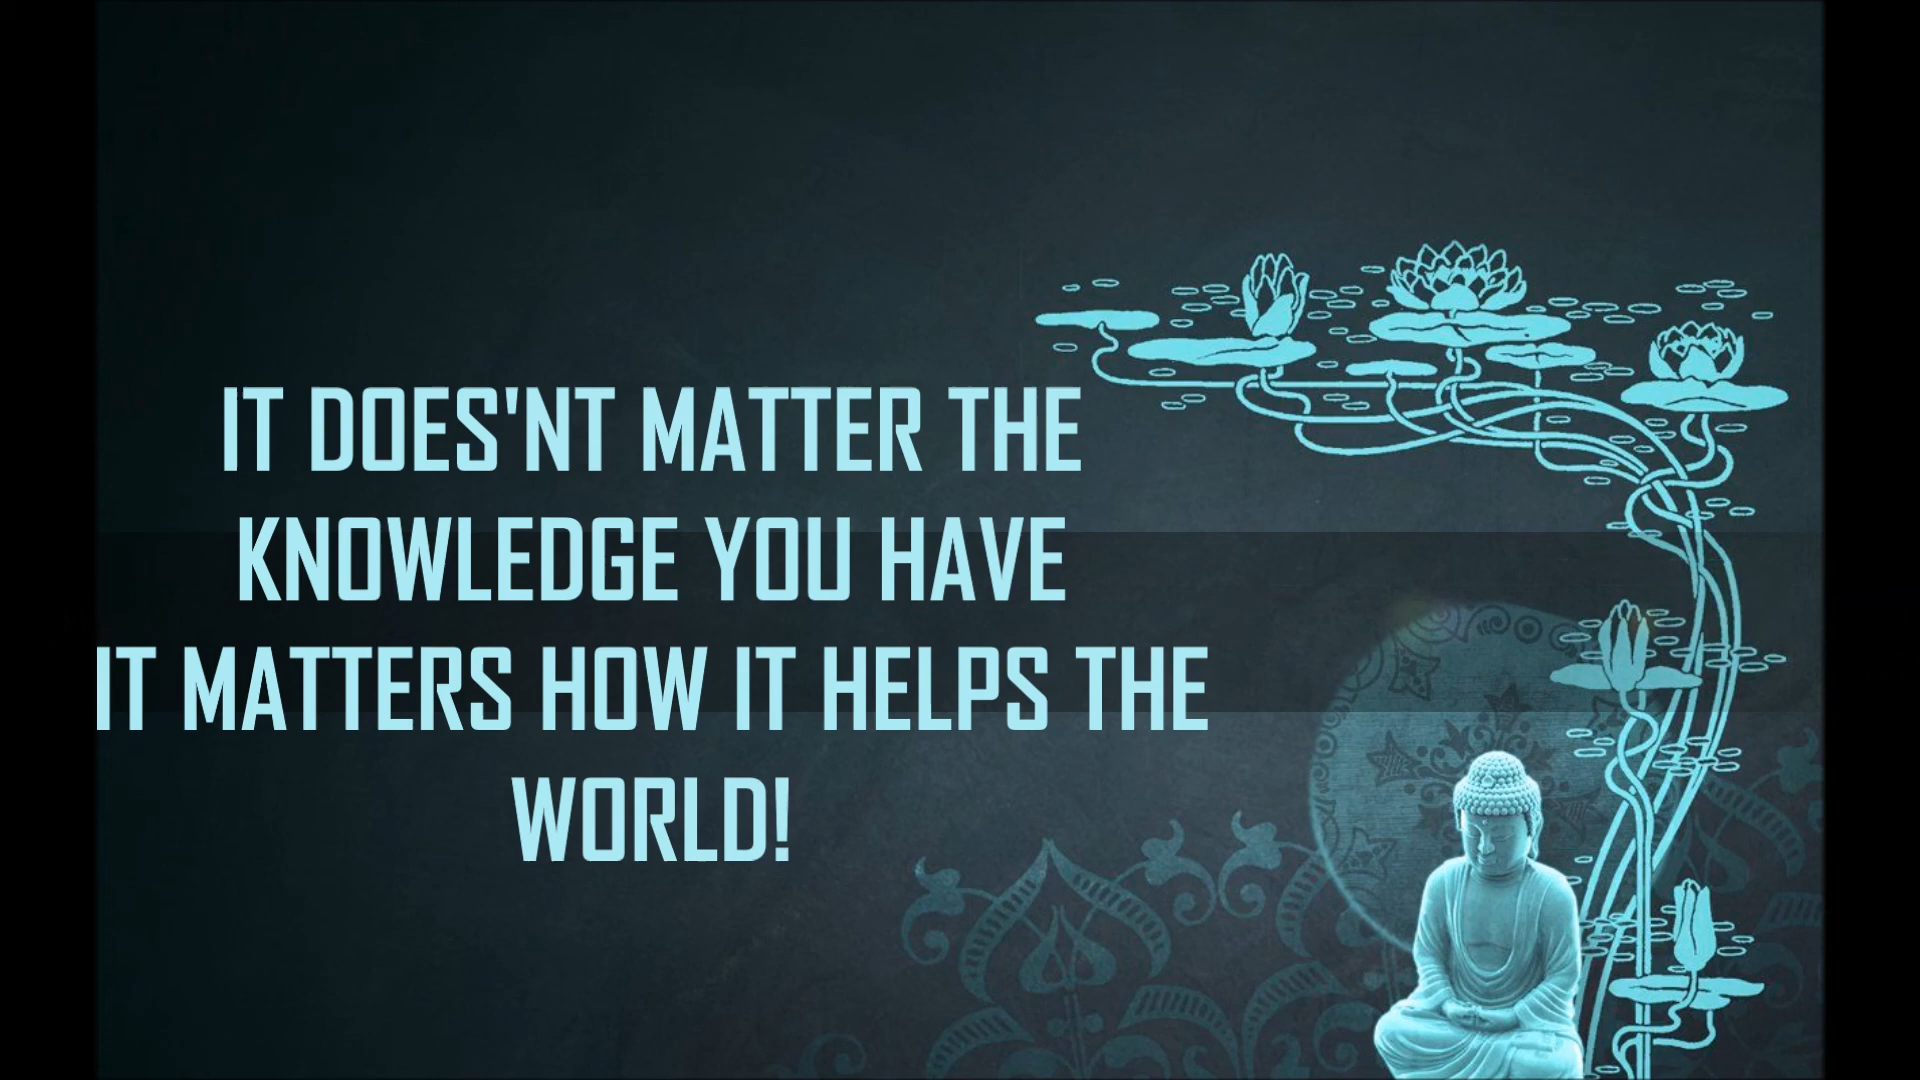 IT DOES'NT MATTER THE
KNOWLEDGE YOU HAVE
IT MATTERS HOW IT HELPS THE
WORLD!